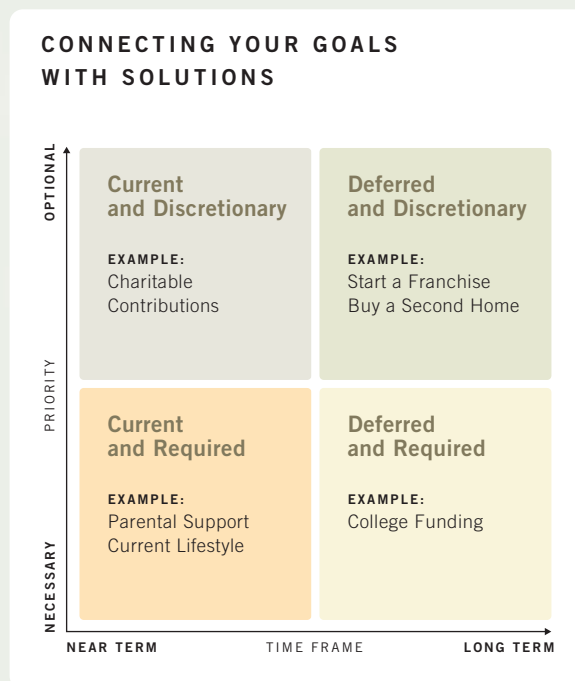 CONNECTING YOUR GOALS
WITH SOLUTIONS
OPTIONAL
PRIORITY
NECESSARY
Current
and Discretionary
EXAMPLE:
Charitable
Contributions
Deferred
and Discretionary
EXAMPLE:
Start a Franchise
Buy a Second Home
Current
and Required
EXAMPLE:
Parental Support
Current Lifestyle
Deferred
and Required
EXAMPLE:
College Funding
NEAR TERM
TIME FRAME
LONG TERM